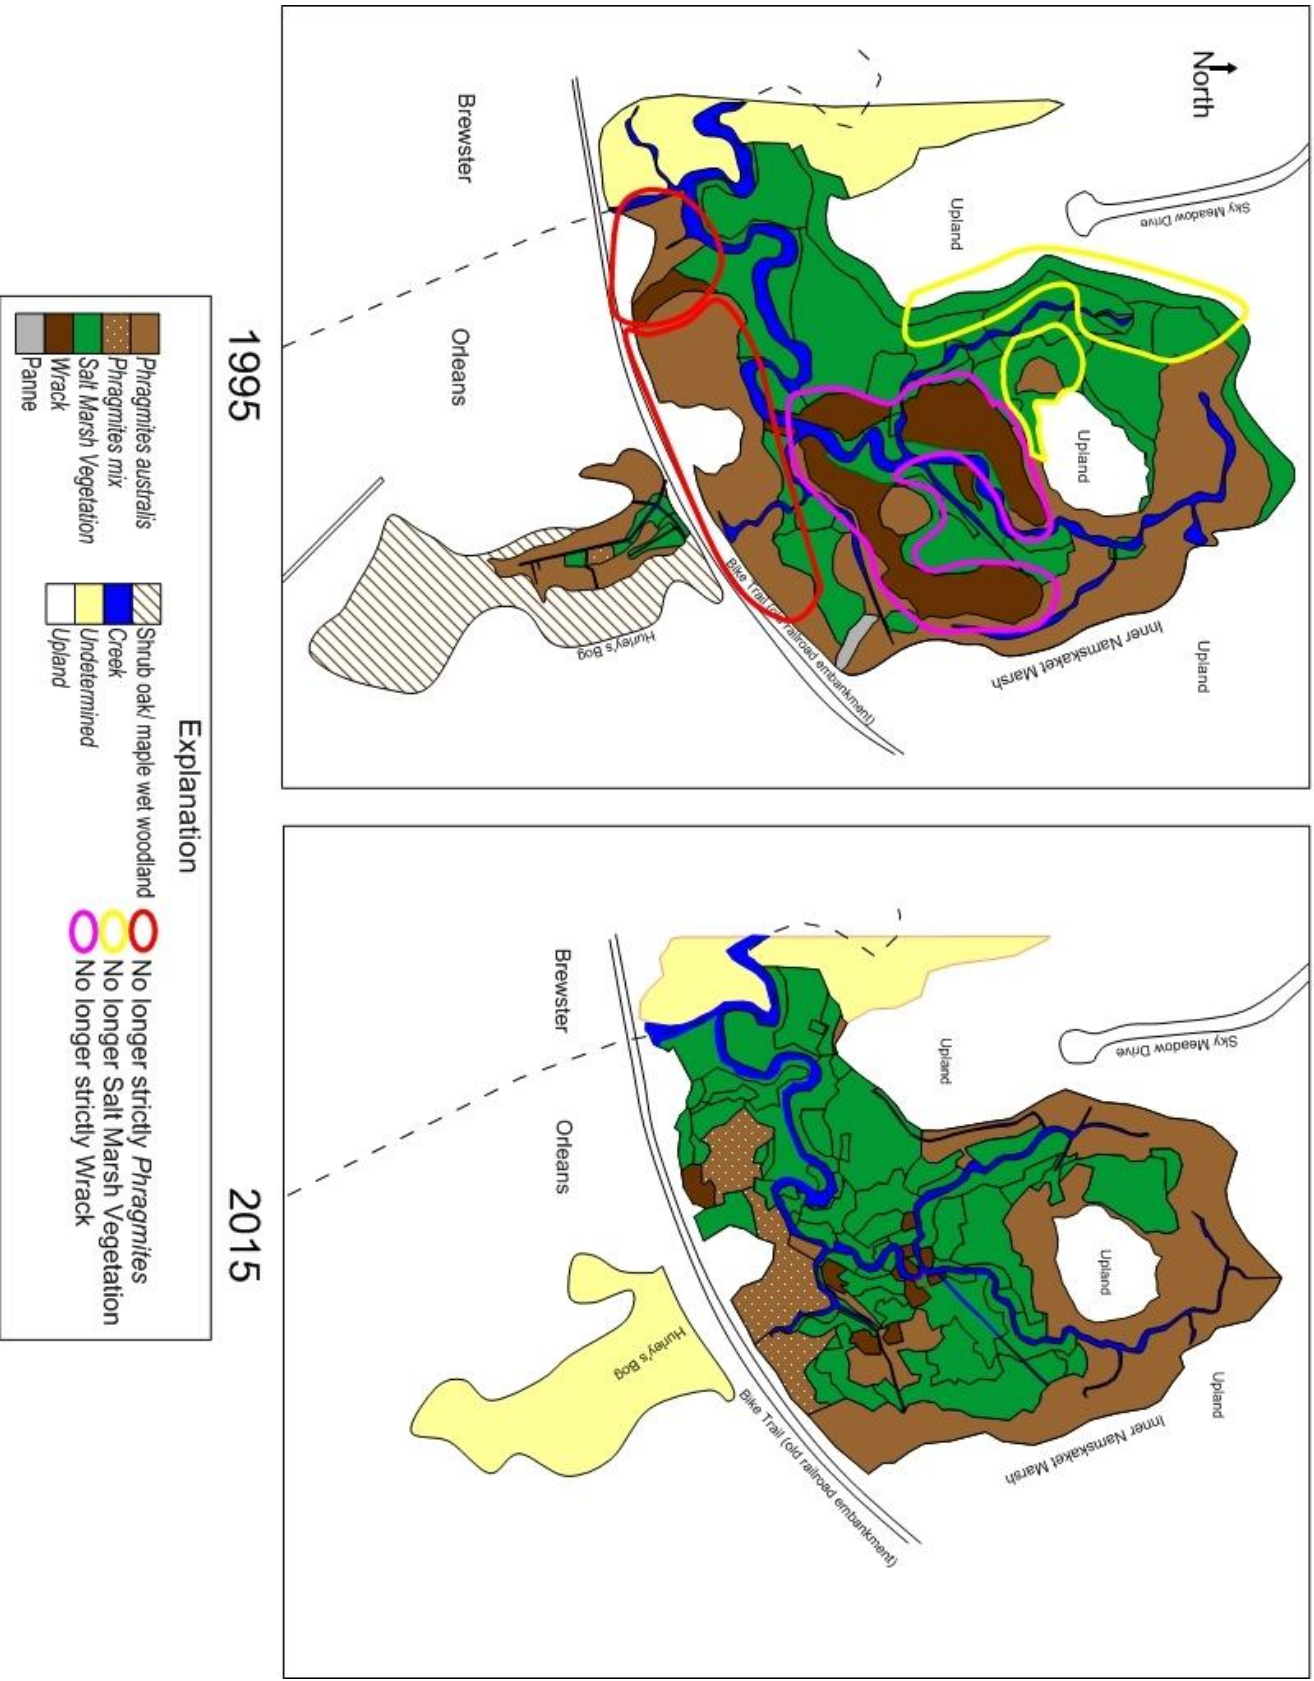 North
Sky Meadow Drive
Upland
Upland
Upland
Inner Namskaket Marsh
Bike Trail (old railroad embankment)
Hurley's Bog
Brewster
Orleans
1995
Sky Meadow Drive
Upland
Upland
Upland
Inner Namskaket Marsh
Bike Trail (old railroad embankment)
Hurley's Bog
Brewster
Orleans
2015
Explanation
Phragmites australis
Phragmites mix
Salt Marsh Vegetation
Wrack
Panne
Shrub oak/ maple wet woodland
Creek
Undetermined
Upland
No longer strictly Phragmites
No longer Salt Marsh Vegetation
No longer strictly Wrack